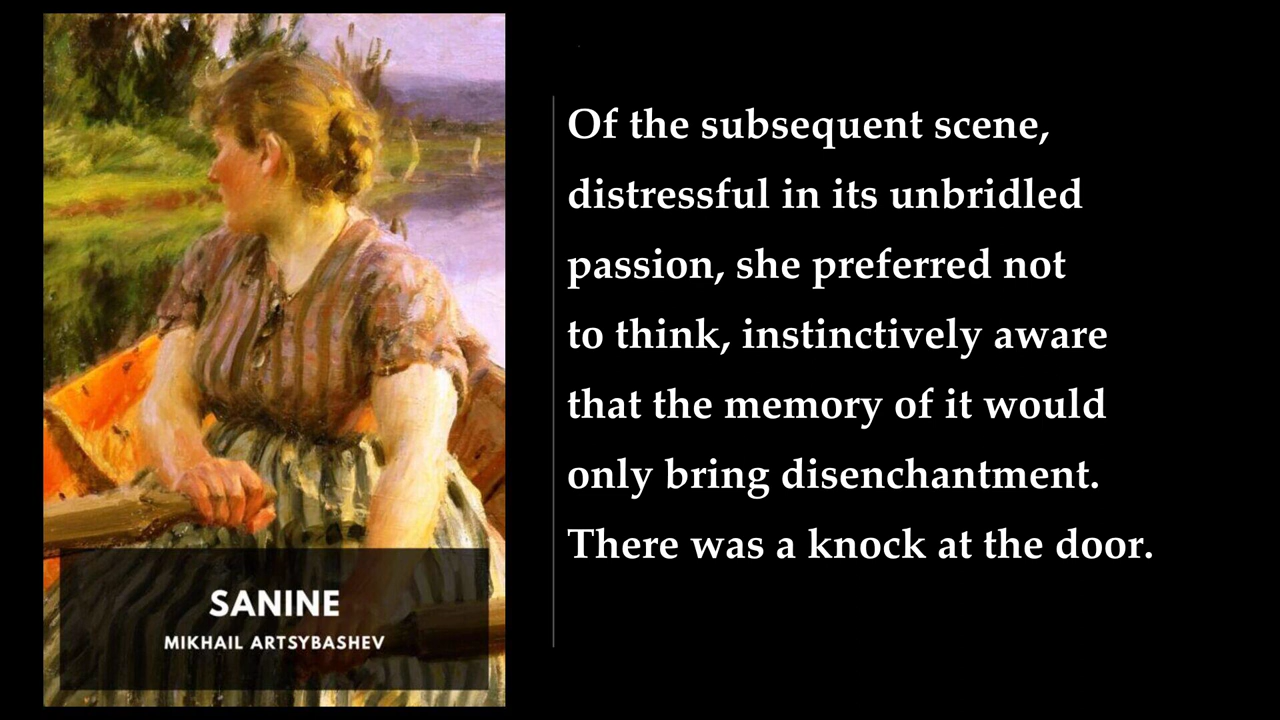 SANINE
MIKHAIL ARTSYBASHEV
Of the subsequent scene,
distressful in its unbridled
passion, she preferred not
to think, instinctively aware
that the memory of it would
only bring disenchantment.
There was a knock at the door.